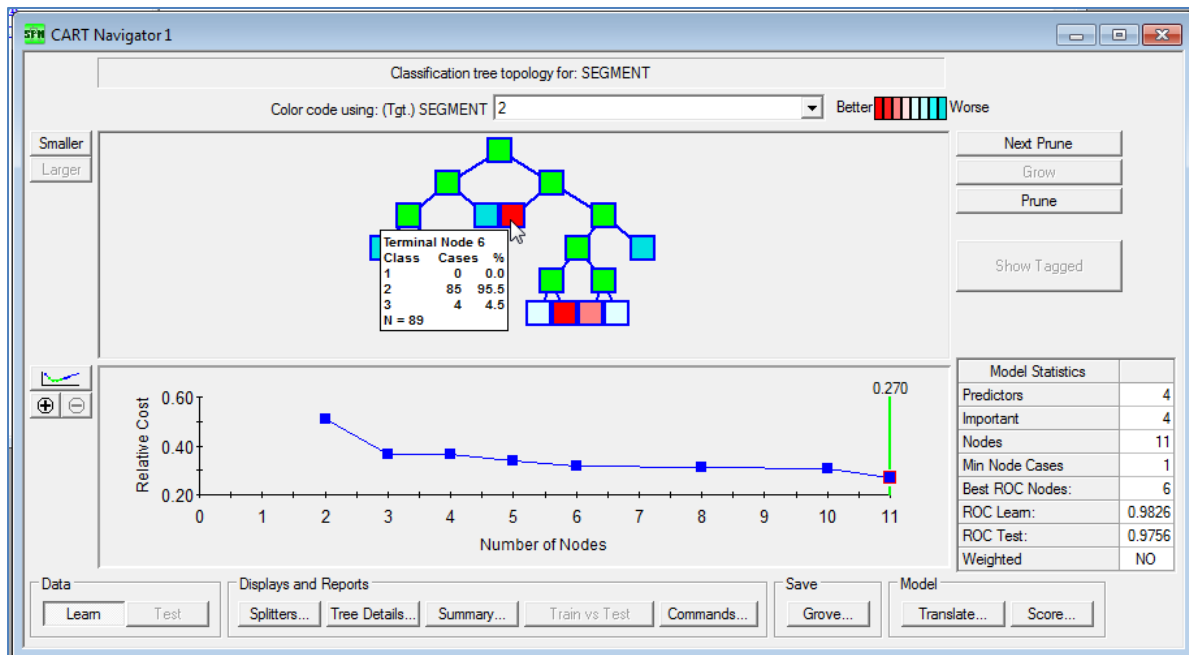 SPM CART Navigator 1
Classification tree topology for: SEGMENT
Color code using: (Tgt.) SEGMENT 2 Better Worse
Smaller
Larger
Next Prune
Grow
Prune
Show Tagged
Terminal Node 6
Class Cases %
1 0 0.0
2 85 95.5
3 4 4.5
N = 89
Relative Cost
0.60
0.40
0.20
0.270
0 1 2 3 4 5 6 7 8 9 10 11
Number of Nodes
Model Statistics
Predictors 4
Important 4
Nodes 11
Min Node Cases 1
Best ROC Nodes: 6
ROC Learn: 0.9826
ROC Test: 0.9756
Weighted NO
Data
Learn Test
Displays and Reports
Splitters... Tree Details... Summary... Train vs Test Commands...
Save
Grove...
Model
Translate... Score...